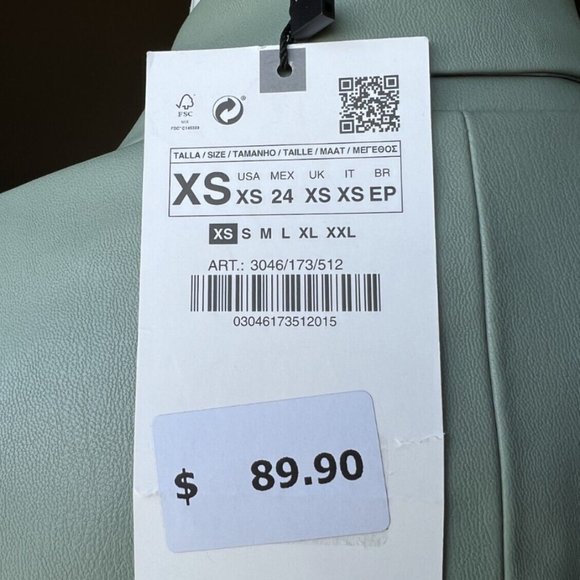 FSC
MIX
TALLA / SIZE / TAMANHO / TAILLE / MAAT / ΜΕΓΕΘΟΣ
XS USA XS MEX 24 UK XS IT XS BR EP
XS S M L XL XXL
ART.: 3046/173/512
03046173512015
$ 89.90